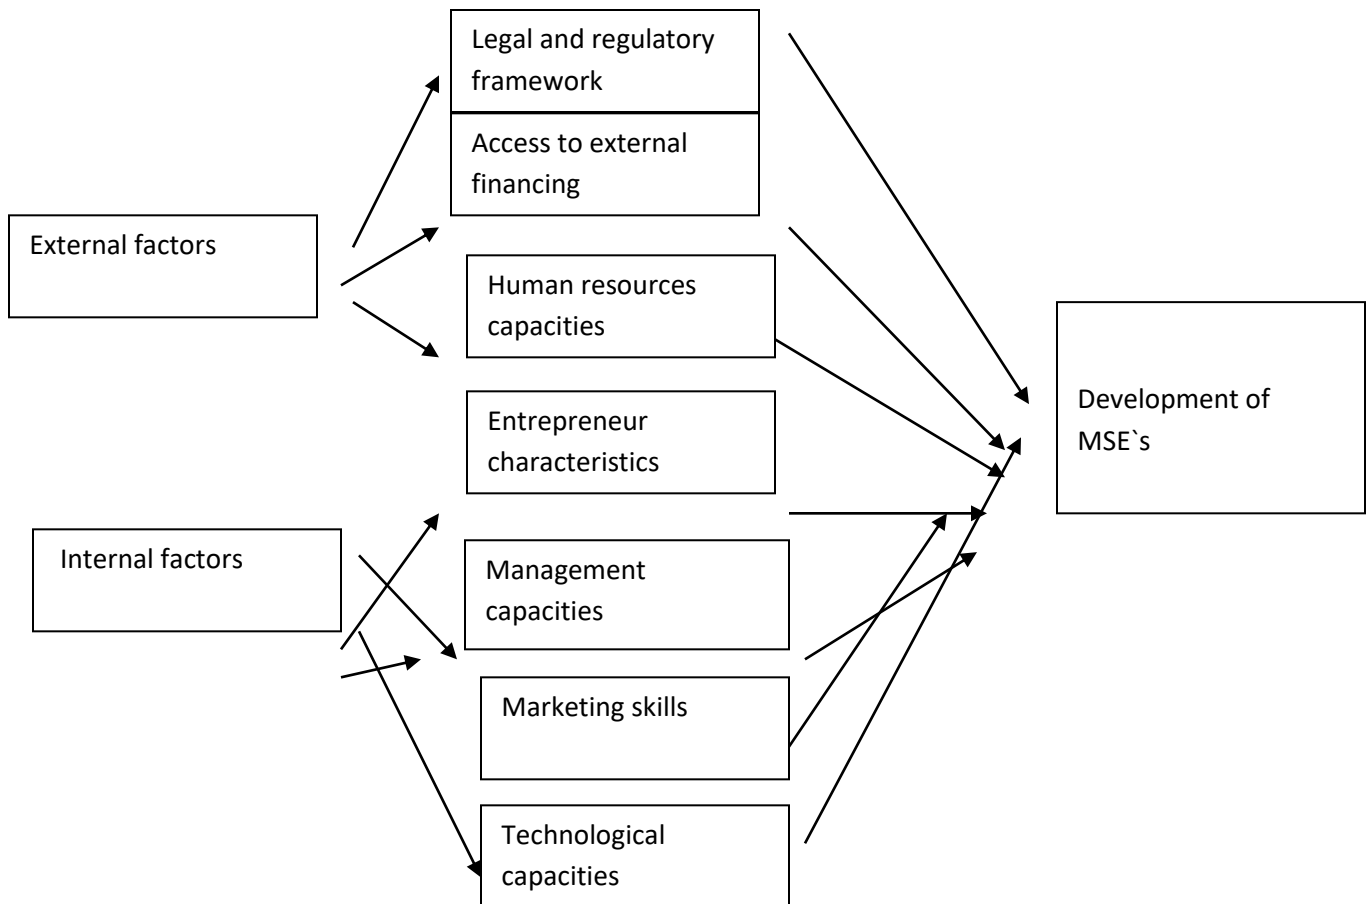 Legal and regulatory
framework
Access to external
financing
External factors
Human resources
capacities
Development of
MSE`s
Entrepreneur
characteristics
Internal factors
Management
capacities
Marketing skills
Technological
capacities